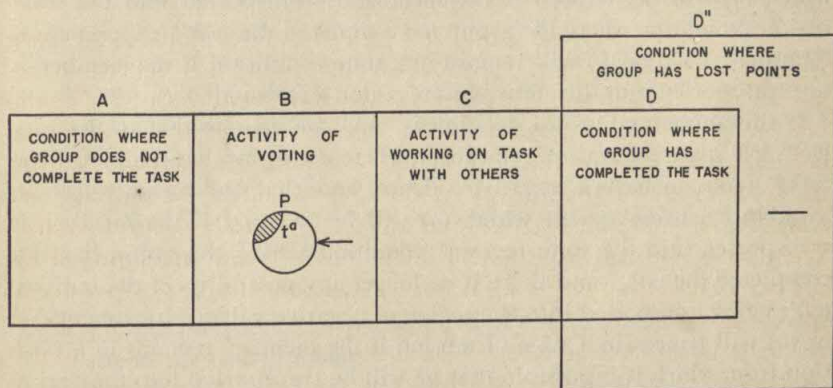 D"
CONDITION WHERE
GROUP HAS LOST POINTS
A
B
C
D
CONDITION WHERE
GROUP DOES NOT
COMPLETE THE TASK
ACTIVITY OF
VOTING
ACTIVITY OF
WORKING ON TASK
WITH OTHERS
CONDITION WHERE
GROUP HAS
COMPLETED THE TASK
P
tᵃ